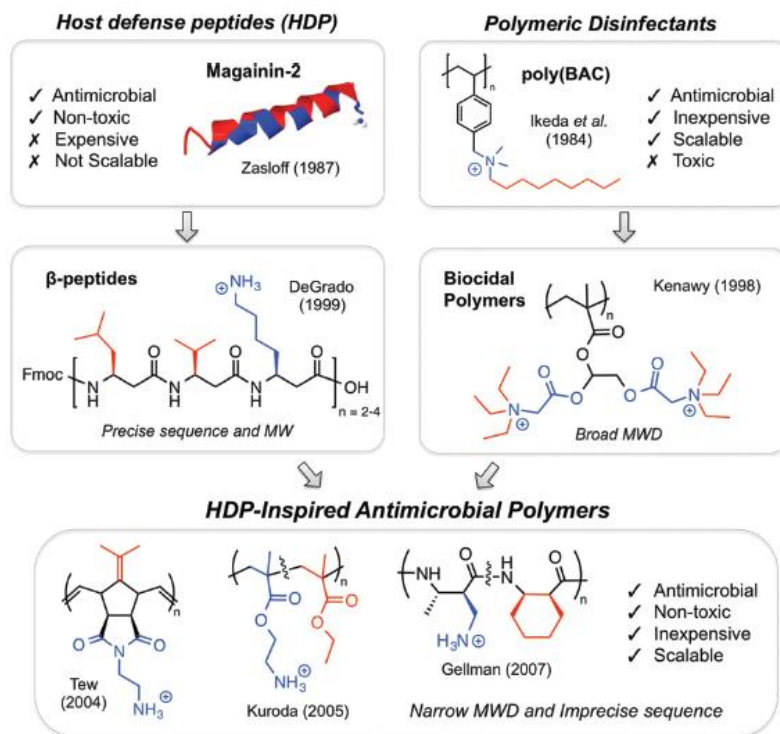 Host defense peptides (HDP)
Magainin-2
✓ Antimicrobial
✓ Non-toxic
✗ Expensive
✗ Not Scalable
Zasloff (1987)
Polymeric Disinfectants
n
poly(BAC)
Ikeda et al.
(1984)
N
⊕
✓ Antimicrobial
✓ Inexpensive
✓ Scalable
✗ Toxic
β-peptides
NH3
⊕
DeGrado
(1999)
Fmoc
N
H
O
N
H
O
N
H
O
OH
n = 2-4
Precise sequence and MW
Biocidal
Polymers
Kenawy (1998)
n
O
O
O
O
O
O
N
⊕
N
⊕
Broad MWD
HDP-Inspired Antimicrobial Polymers
n
O
N
O
NH3
⊕
Tew
(2004)
n
O
O
O
O
NH3
⊕
Kuroda (2005)
NH
O
NH
O
n
H3N
⊕
Gellman (2007)
✓ Antimicrobial
✓ Non-toxic
✓ Inexpensive
✓ Scalable
Narrow MWD and Imprecise sequence